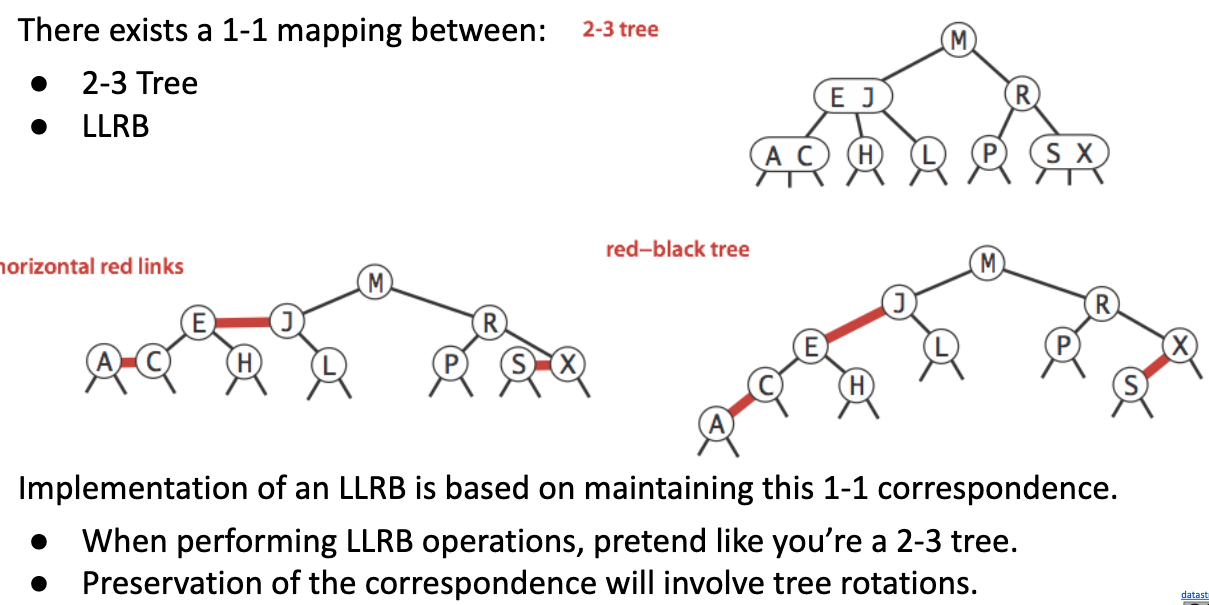 There exists a 1-1 mapping between:
● 2-3 Tree
● LLRB
2-3 tree
M
E J
R
A C
H
L
P
S X
horizontal red links
M
E
J
R
A
C
H
L
P
S
X
red–black tree
M
J
R
E
L
P
X
C
H
S
A
Implementation of an LLRB is based on maintaining this 1-1 correspondence.
● When performing LLRB operations, pretend like you’re a 2-3 tree.
● Preservation of the correspondence will involve tree rotations.
datast